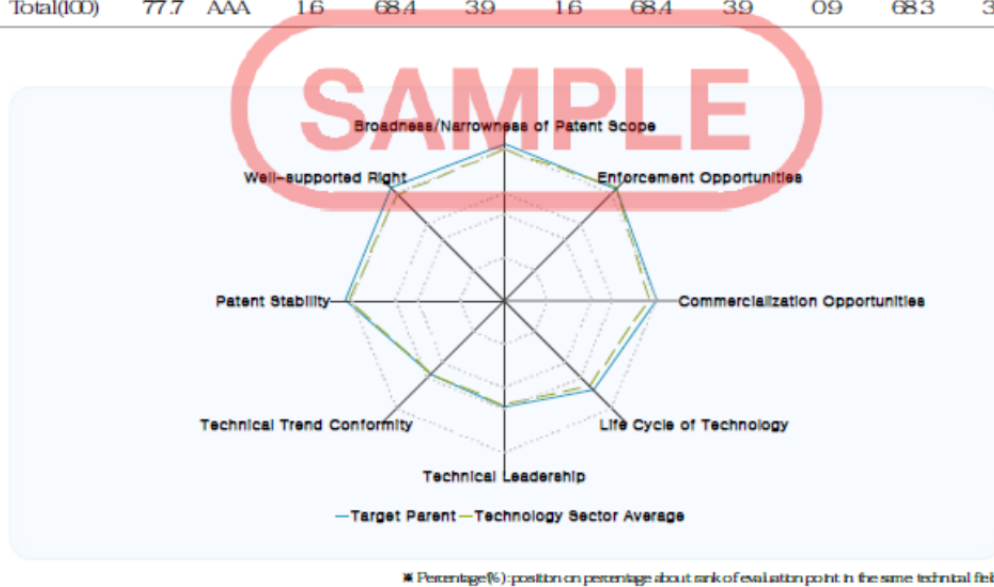 Total(100) 77.7 AAA 1.6 68.4 3.9 1.6 68.4 3.9 0.9 68.3
SAMPLE
Broadness/Narrowness of Patent Scope
Well-supported Right
Enforcement Opportunities
Patent Stability
Commercialization Opportunities
Technical Trend Conformity
Life Cycle of Technology
Technical Leadership
Target Parent
Technology Sector Average
※ Percentage(%) : position on percentage about rank of evaluation point in the same technical